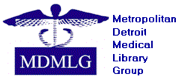 MDMLG
Metropolitan
Detroit
Medical
Library
Group